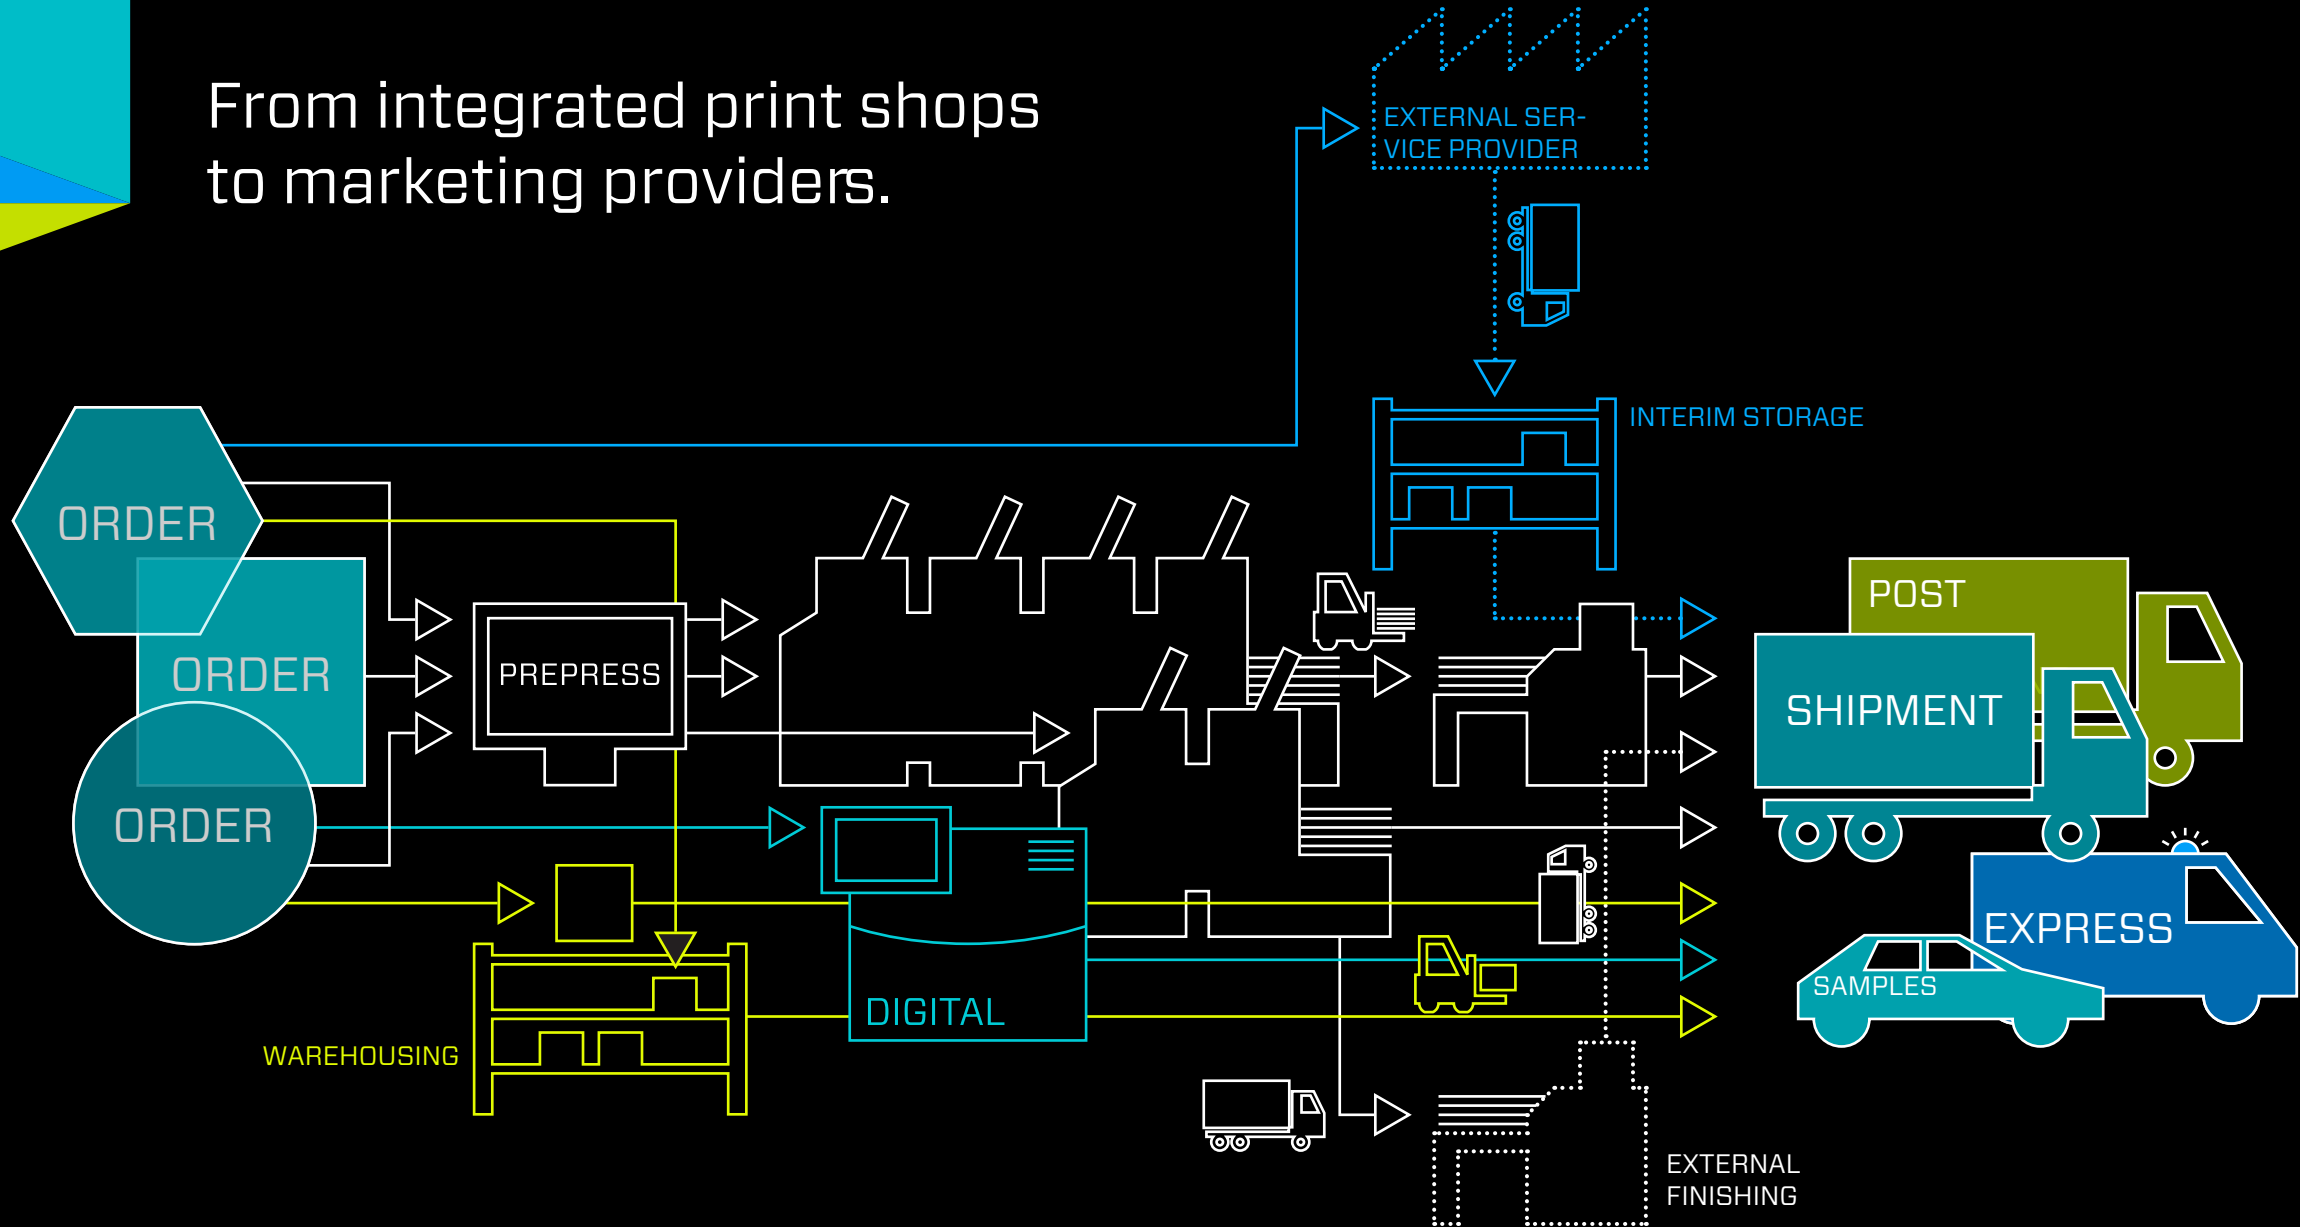 From integrated print shops
to marketing providers.
EXTERNAL SER-
VICE PROVIDER
INTERIM STORAGE
ORDER
ORDER
ORDER
PREPRESS
POST
SHIPMENT
EXPRESS
SAMPLES
DIGITAL
WAREHOUSING
EXTERNAL
FINISHING